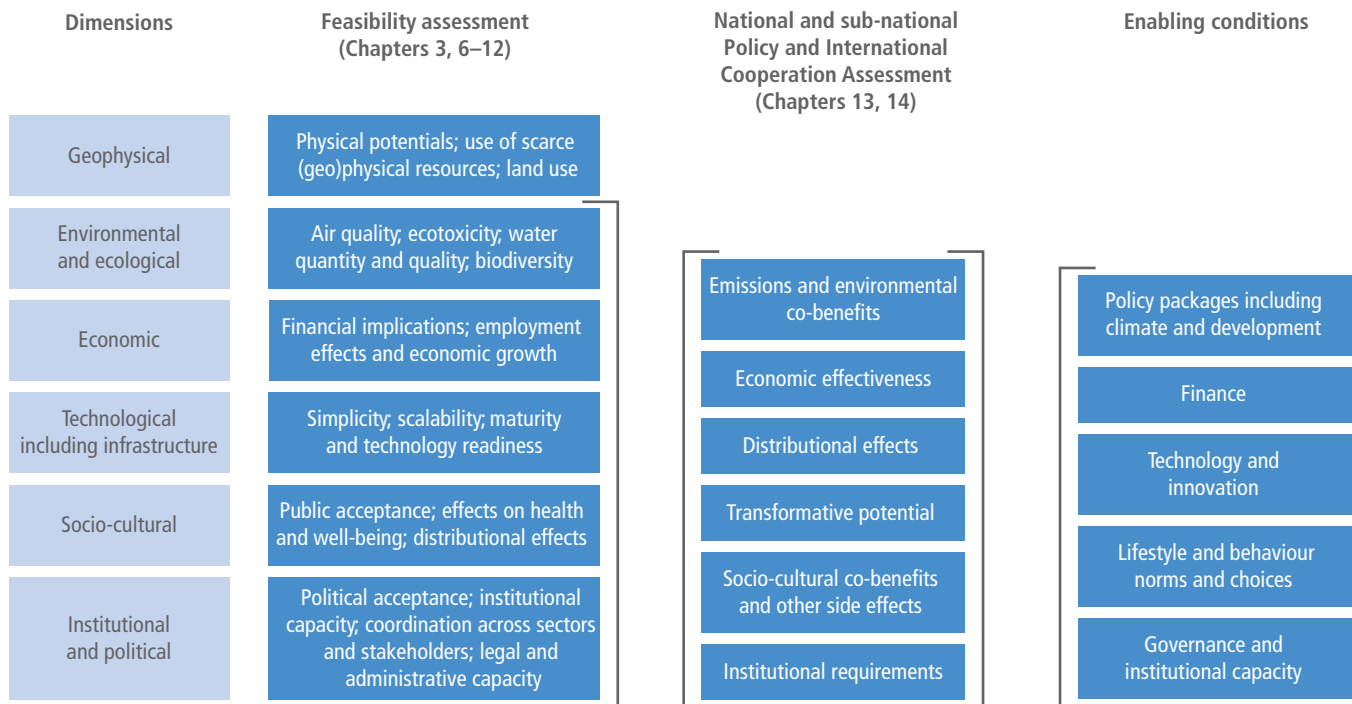 Dimensions
Feasibility assessment
(Chapters 3, 6–12)
National and sub-national
Policy and International
Cooperation Assessment
(Chapters 13, 14)
Enabling conditions
Geophysical
Physical potentials; use of scarce
(geo)physical resources; land use
Environmental
and ecological
Air quality; ecotoxicity; water
quantity and quality; biodiversity
Economic
Financial implications; employment
effects and economic growth
Technological
including infrastructure
Simplicity; scalability; maturity
and technology readiness
Socio-cultural
Public acceptance; effects on health
and well-being; distributional effects
Institutional
and political
Political acceptance; institutional
capacity; coordination across sectors
and stakeholders; legal and
administrative capacity
Emissions and environmental
co-benefits
Economic effectiveness
Distributional effects
Transformative potential
Socio-cultural co-benefits
and other side effects
Institutional requirements
Policy packages including
climate and development
Finance
Technology and
innovation
Lifestyle and behaviour
norms and choices
Governance and
institutional capacity